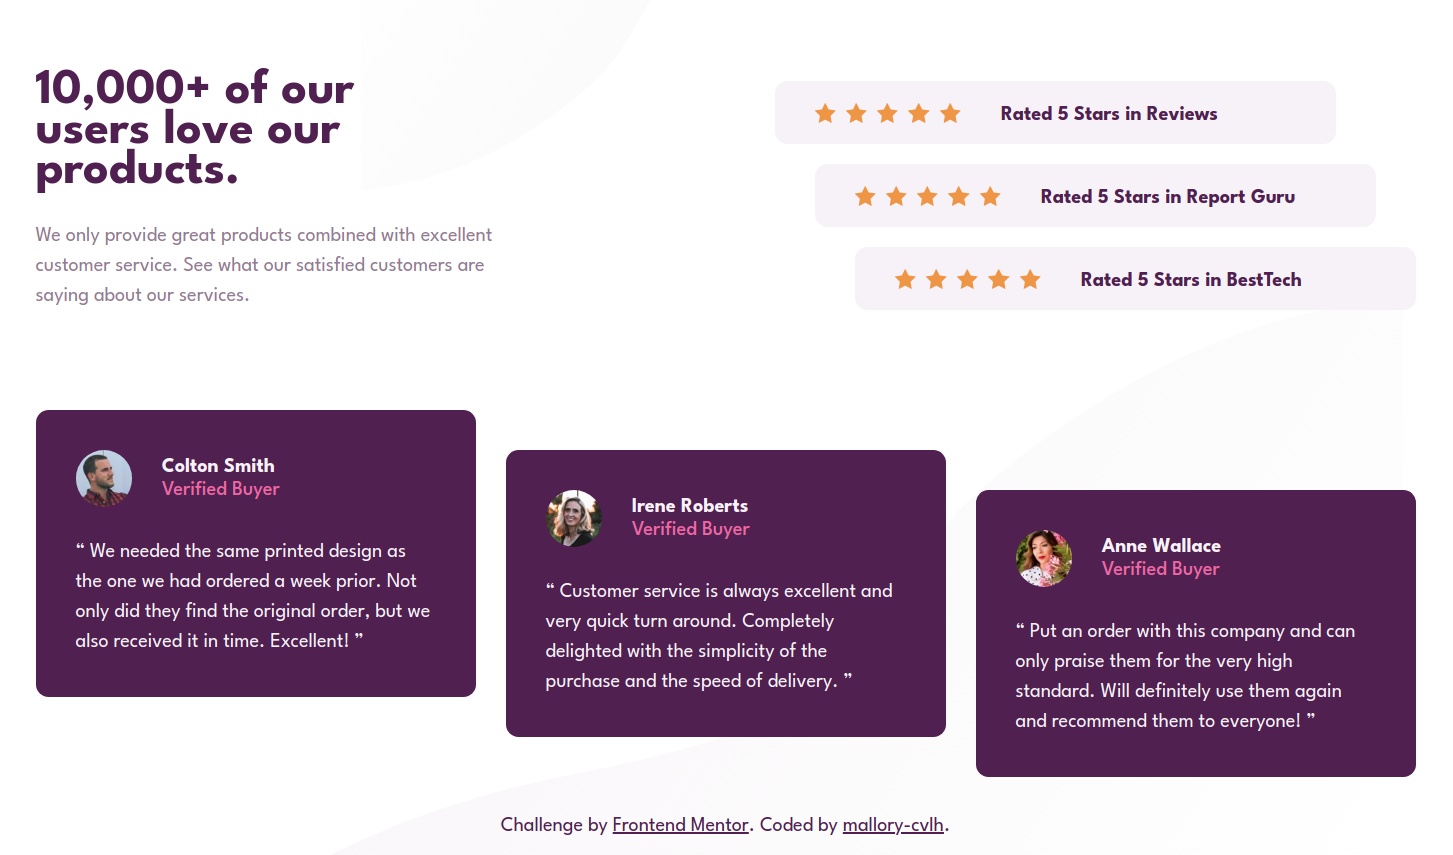 10,000+ of our
users love our
products.
We only provide great products combined with excellent
customer service. See what our satisfied customers are
saying about our services.
Rated 5 Stars in Reviews
Rated 5 Stars in Report Guru
Rated 5 Stars in BestTech
Colton Smith
Verified Buyer
“ We needed the same printed design as
the one we had ordered a week prior. Not
only did they find the original order, but we
also received it in time. Excellent! ”
Irene Roberts
Verified Buyer
“ Customer service is always excellent and
very quick turn around. Completely
delighted with the simplicity of the
purchase and the speed of delivery. ”
Anne Wallace
Verified Buyer
“ Put an order with this company and can
only praise them for the very high
standard. Will definitely use them again
and recommend them to everyone! ”
Challenge by Frontend Mentor. Coded by mallory-cvlh.